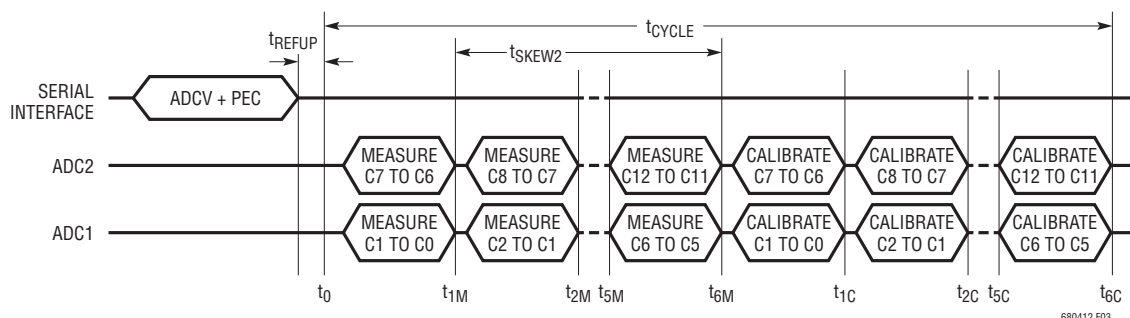 tCYCLE
tREFUP
tSKEW2
SERIAL
INTERFACE
ADCV + PEC
ADC2
MEASURE
C7 TO C6
MEASURE
C8 TO C7
MEASURE
C12 TO C11
CALIBRATE
C7 TO C6
CALIBRATE
C8 TO C7
CALIBRATE
C12 TO C11
ADC1
MEASURE
C1 TO C0
MEASURE
C2 TO C1
MEASURE
C6 TO C5
CALIBRATE
C1 TO C0
CALIBRATE
C2 TO C1
CALIBRATE
C6 TO C5
t0 t1M t2M t5M t6M t1C t2C t5C t6C
680412 F03